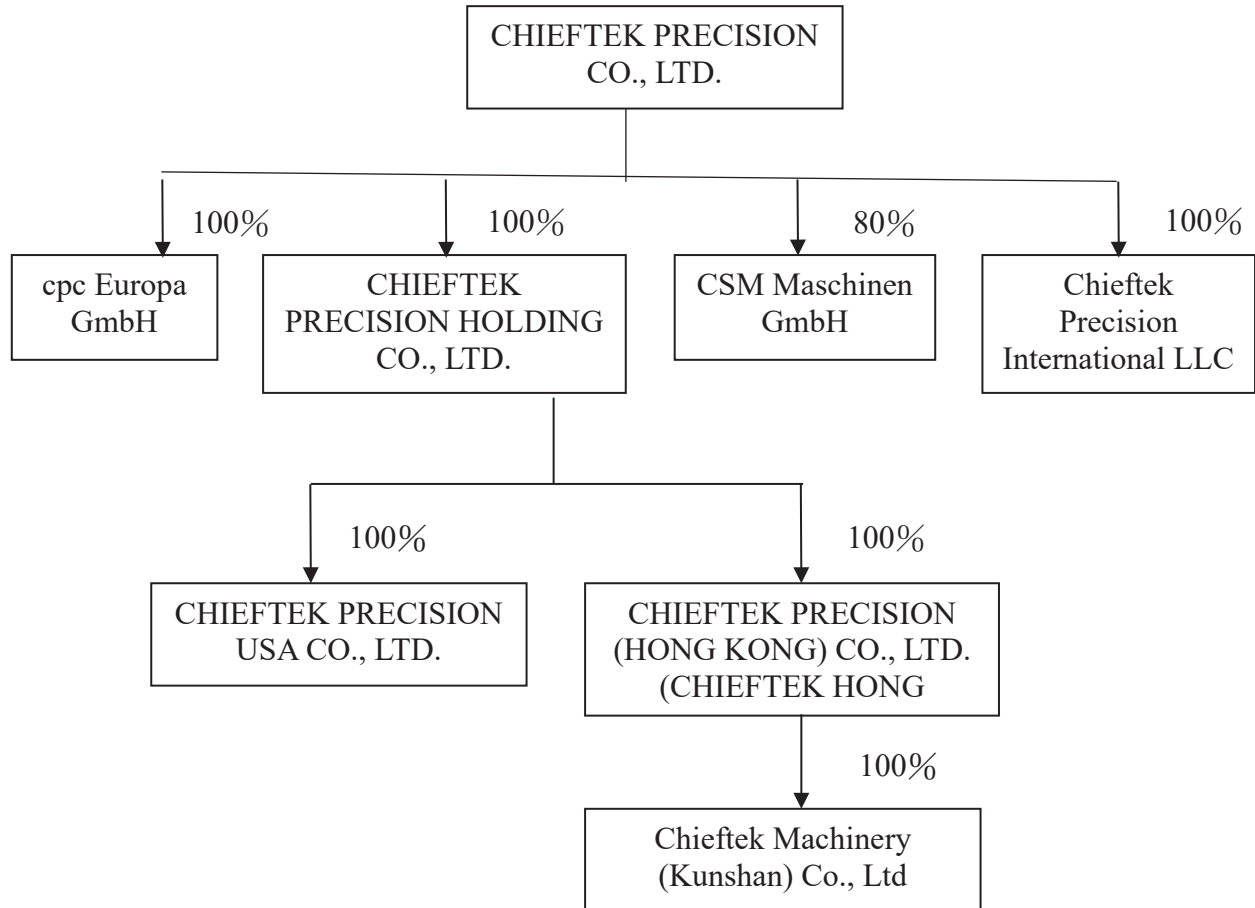 CHIEFTEK PRECISION
CO., LTD.
100%
100%
80%
100%
cpc Europa
GmbH
CHIEFTEK
PRECISION HOLDING
CO., LTD.
CSM Maschinen
GmbH
Chieftek
Precision
International LLC
100%
100%
CHIEFTEK PRECISION
USA CO., LTD.
CHIEFTEK PRECISION
(HONG KONG) CO., LTD.
(CHIEFTEK HONG
100%
Chieftek Machinery
(Kunshan) Co., Ltd